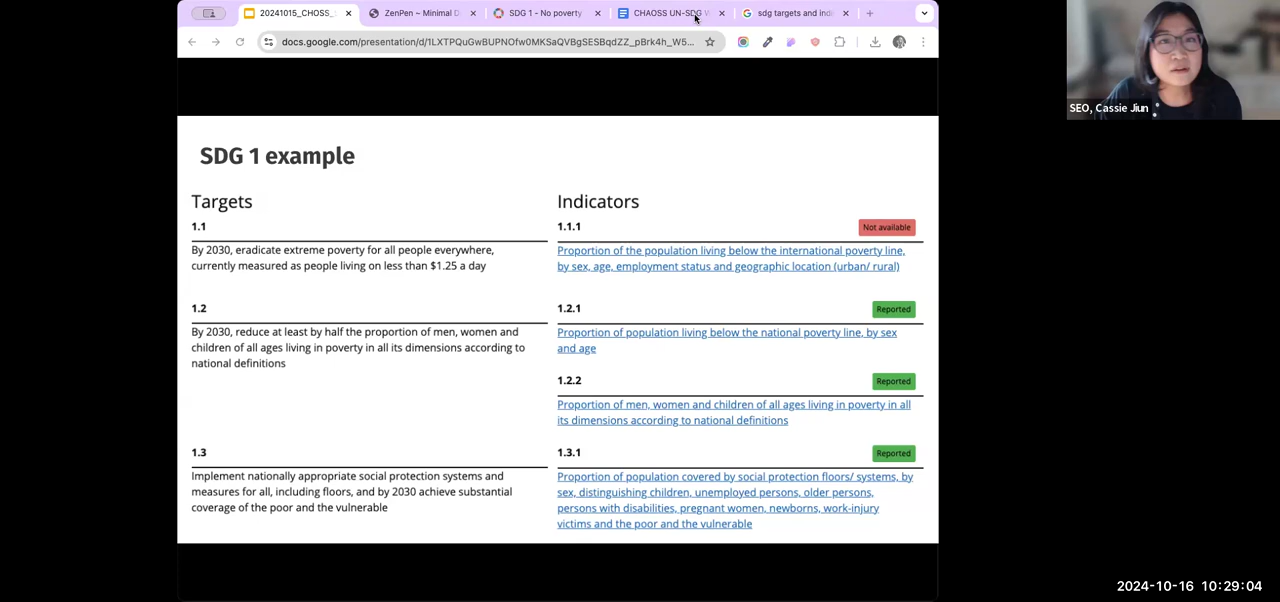 20241015_CHOSS_
ZenPen ~ Minimal D
SDG 1 - No poverty
CHAOSS UN-SDG W
sdg targets and indi
docs.google.com/presentation/d/1LXTPQuGwBUPNOfw0MKSaQVBgSESBqdZZ_pBrk4h_W5...
SEO, Cassie Jiun
SDG 1 example
Targets
Indicators
1.1
1.1.1
Not available
By 2030, eradicate extreme poverty for all people everywhere,
currently measured as people living on less than $1.25 a day
Proportion of the population living below the international poverty line,
by sex, age, employment status and geographic location (urban/ rural)
1.2
1.2.1
Reported
By 2030, reduce at least by half the proportion of men, women and
children of all ages living in poverty in all its dimensions according to
national definitions
Proportion of population living below the national poverty line, by sex
and age
1.2.2
Reported
Proportion of men, women and children of all ages living in poverty in all
its dimensions according to national definitions
1.3
1.3.1
Reported
Implement nationally appropriate social protection systems and
measures for all, including floors, and by 2030 achieve substantial
coverage of the poor and the vulnerable
Proportion of population covered by social protection floors/ systems, by
sex, distinguishing children, unemployed persons, older persons,
persons with disabilities, pregnant women, newborns, work-injury
victims and the poor and the vulnerable
2024-10-16 10:29:04